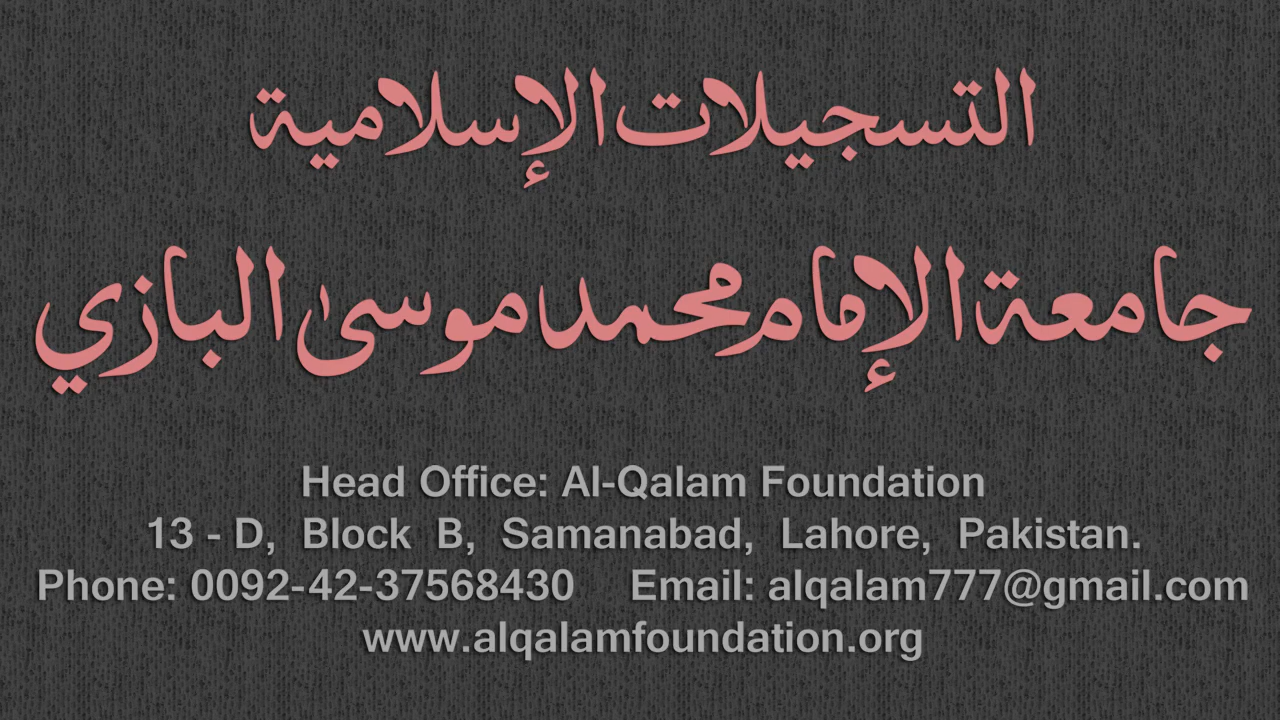 التسجيلات الإسلامية
جامعة الإمام محمد موسىٰ البازي
Head Office: Al-Qalam Foundation
13 - D, Block B, Samanabad, Lahore, Pakistan.
Phone: 0092-42-37568430 Email: alqalam777@gmail.com
www.alqalamfoundation.org